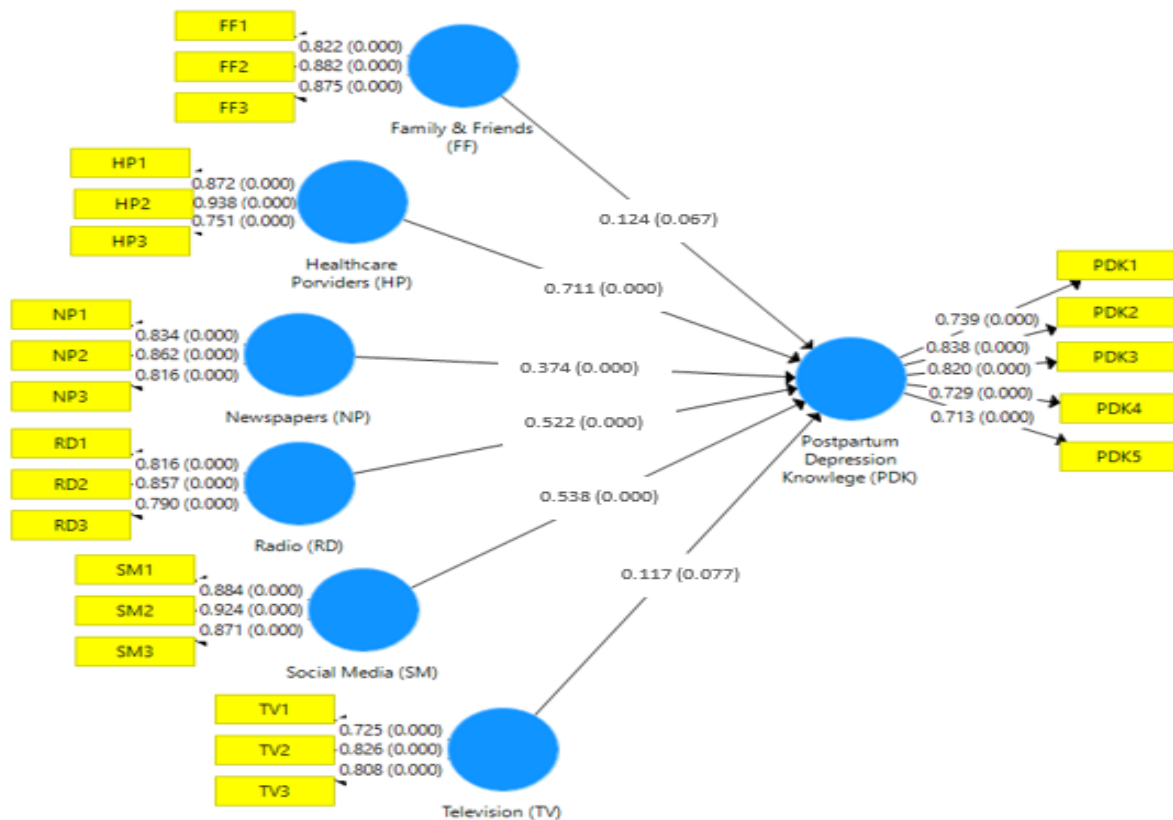 FF1
0.822 (0.000)
FF2
0.882 (0.000)
0.875 (0.000)
FF3
Family & Friends
(FF)
HP1
0.872 (0.000)
HP2
0.938 (0.000)
0.751 (0.000)
HP3
Healthcare
Porviders (HP)
NP1
0.834 (0.000)
NP2
0.862 (0.000)
0.816 (0.000)
NP3
Newspapers (NP)
RD1
0.816 (0.000)
RD2
0.857 (0.000)
0.790 (0.000)
RD3
Radio (RD)
SM1
0.884 (0.000)
SM2
0.924 (0.000)
0.871 (0.000)
SM3
Social Media (SM)
TV1
0.725 (0.000)
TV2
0.826 (0.000)
0.808 (0.000)
TV3
Television (TV)
0.124 (0.067)
0.711 (0.000)
0.374 (0.000)
0.522 (0.000)
0.538 (0.000)
0.117 (0.077)
Postpartum
Depression
Knowlege (PDK)
0.739 (0.000)
0.838 (0.000)
0.820 (0.000)
0.729 (0.000)
0.713 (0.000)
PDK1
PDK2
PDK3
PDK4
PDK5